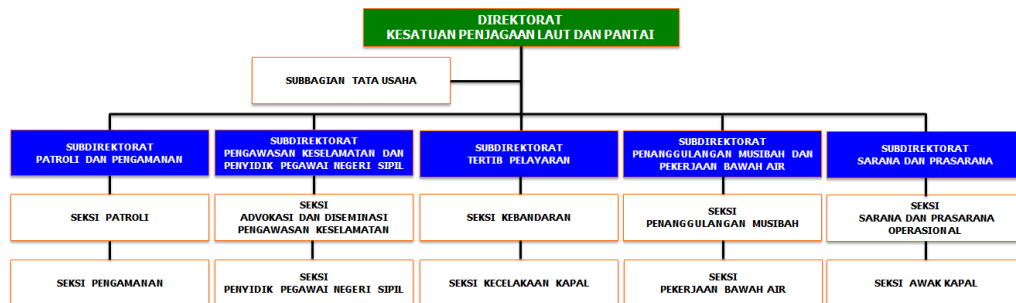 DIREKTORAT
KESATUAN PENJAGAAN LAUT DAN PANTAI
SUBBAGIAN TATA USAHA
SUBDIREKTORAT
PATROLI DAN PENGAMANAN
SUBDIREKTORAT
PENGAWASAN KESELAMATAN DAN
PENYIDIK PEGAWAI NEGERI SIPIL
SUBDIREKTORAT
TERTIB PELAYARAN
SUBDIREKTORAT
PENANGGULANGAN MUSIBAH DAN
PEKERJAAN BAWAH AIR
SUBDIREKTORAT
SARANA DAN PRASARANA
SEKSI PATROLI
SEKSI
ADVOKASI DAN DISEMINASI
PENGAWASAN KESELAMATAN
SEKSI KEBANDARAN
SEKSI
PENANGGULANGAN MUSIBAH
SEKSI
SARANA DAN PRASARANA
OPERASIONAL
SEKSI PENGAMANAN
SEKSI
PENYIDIK PEGAWAI NEGERI SIPIL
SEKSI KECELAKAAN KAPAL
SEKSI
PEKERJAAN BAWAH AIR
SEKSI AWAK KAPAL